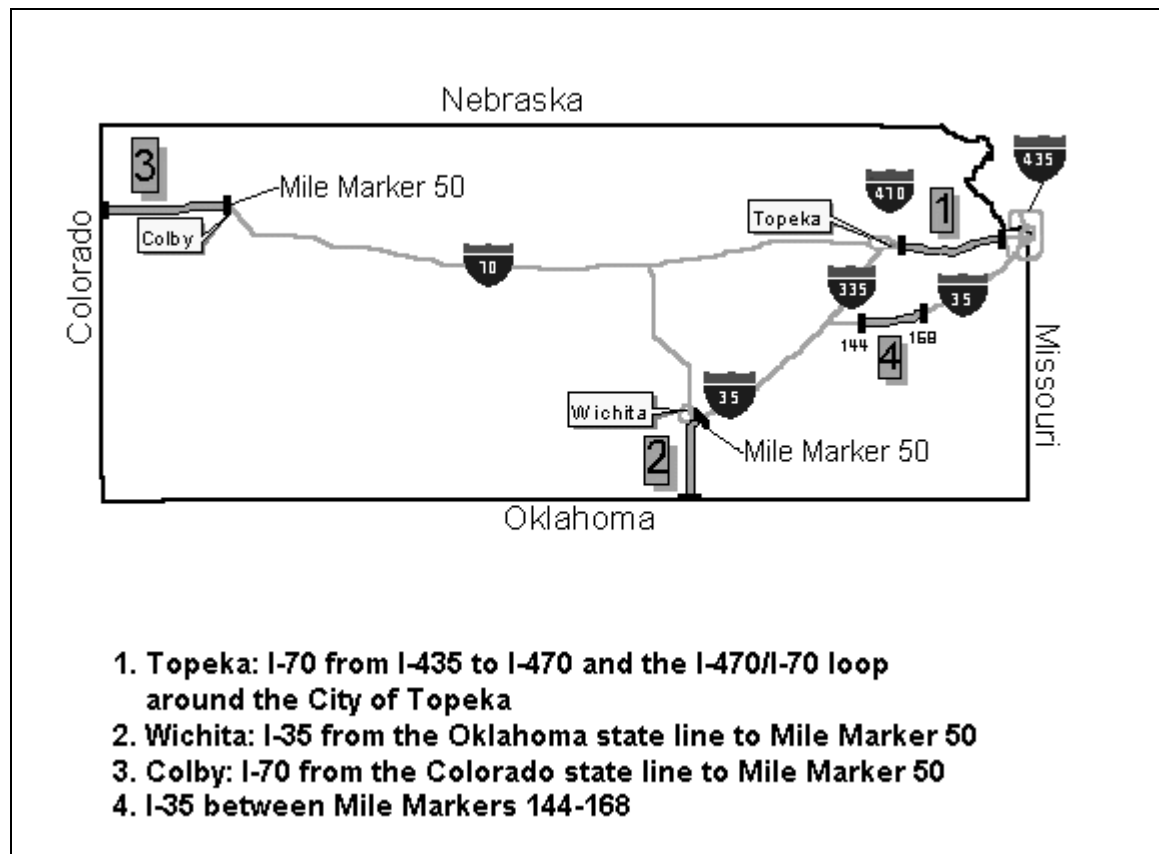 Nebraska
435
3
Mile Marker 50
470
1
Topeka
Colby
Colorado
70
335
35
Missouri
144
168
4
35
Wichita
2
Mile Marker 50
Oklahoma
1. Topeka: I-70 from I-435 to I-470 and the I-470/I-70 loop
around the City of Topeka
2. Wichita: I-35 from the Oklahoma state line to Mile Marker 50
3. Colby: I-70 from the Colorado state line to Mile Marker 50
4. I-35 between Mile Markers 144-168